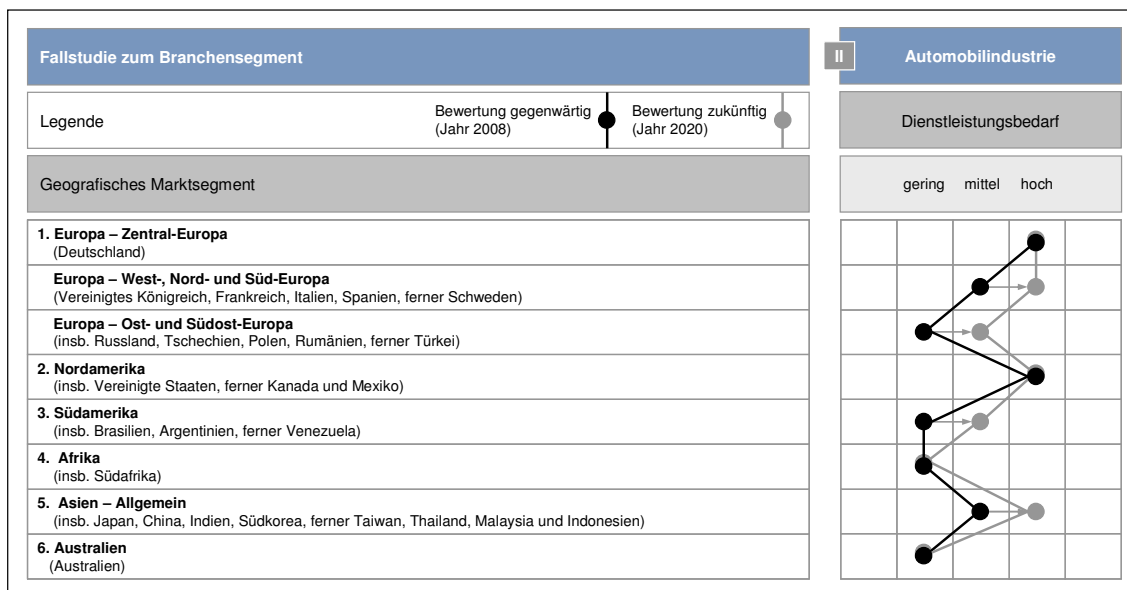 Fallstudie zum Branchensegment
II
Automobilindustrie
Legende
Bewertung gegenwärtig
(Jahr 2008)
Bewertung zukünftig
(Jahr 2020)
Dienstleistungsbedarf
Geografisches Marktsegment
gering mittel hoch
1. Europa – Zentral-Europa
(Deutschland)
Europa – West-, Nord- und Süd-Europa
(Vereinigtes Königreich, Frankreich, Italien, Spanien, ferner Schweden)
Europa – Ost- und Südost-Europa
(insb. Russland, Tschechien, Polen, Rumänien, ferner Türkei)
2. Nordamerika
(insb. Vereinigte Staaten, ferner Kanada und Mexiko)
3. Südamerika
(insb. Brasilien, Argentinien, ferner Venezuela)
4. Afrika
(insb. Südafrika)
5. Asien – Allgemein
(insb. Japan, China, Indien, Südkorea, ferner Taiwan, Thailand, Malaysia und Indonesien)
6. Australien
(Australien)